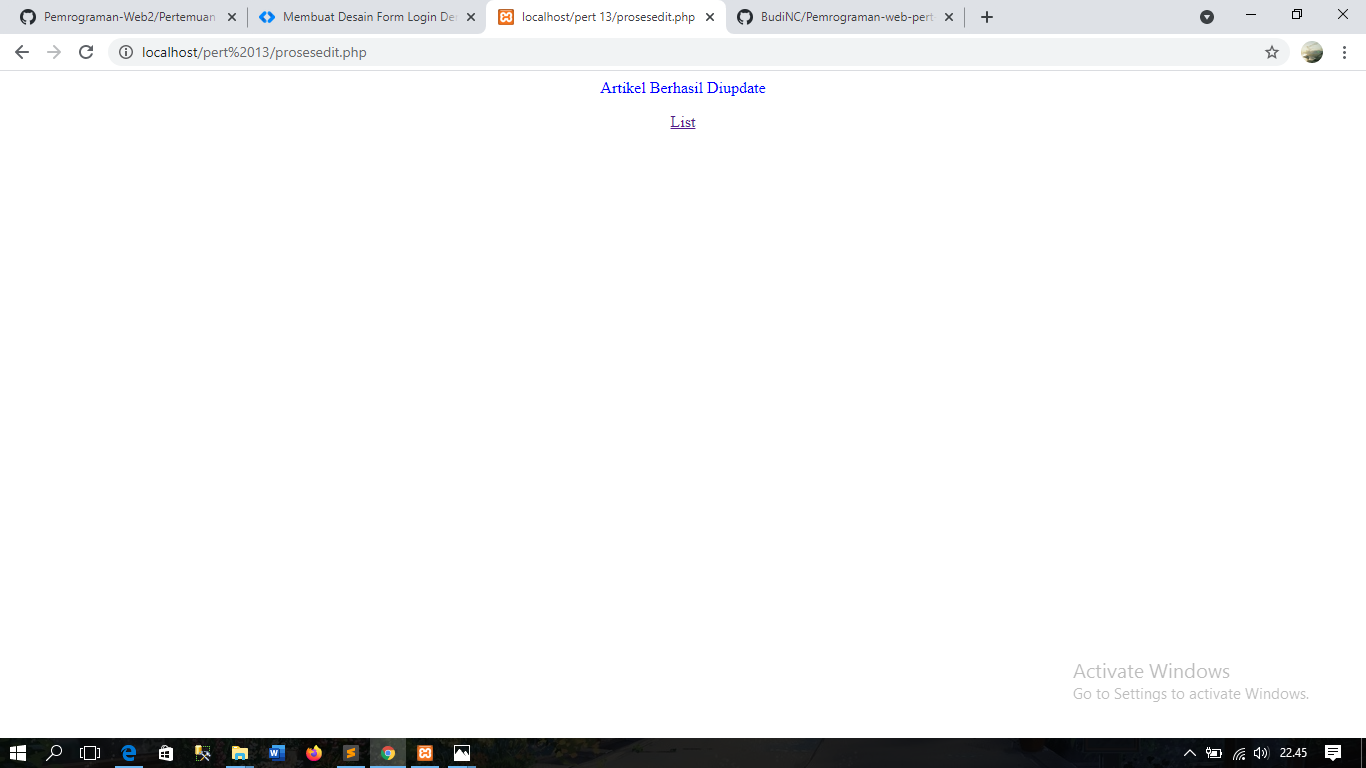 Pemrograman-Web2/Pertemuan
Membuat Desain Form Login De
localhost/pert 13/prosesedit.php
BudiNC/Pemrograman-web-pert
localhost/pert%2013/prosesedit.php
Artikel Berhasil Diupdate
List
Activate Windows
Go to Settings to activate Windows.
22.45